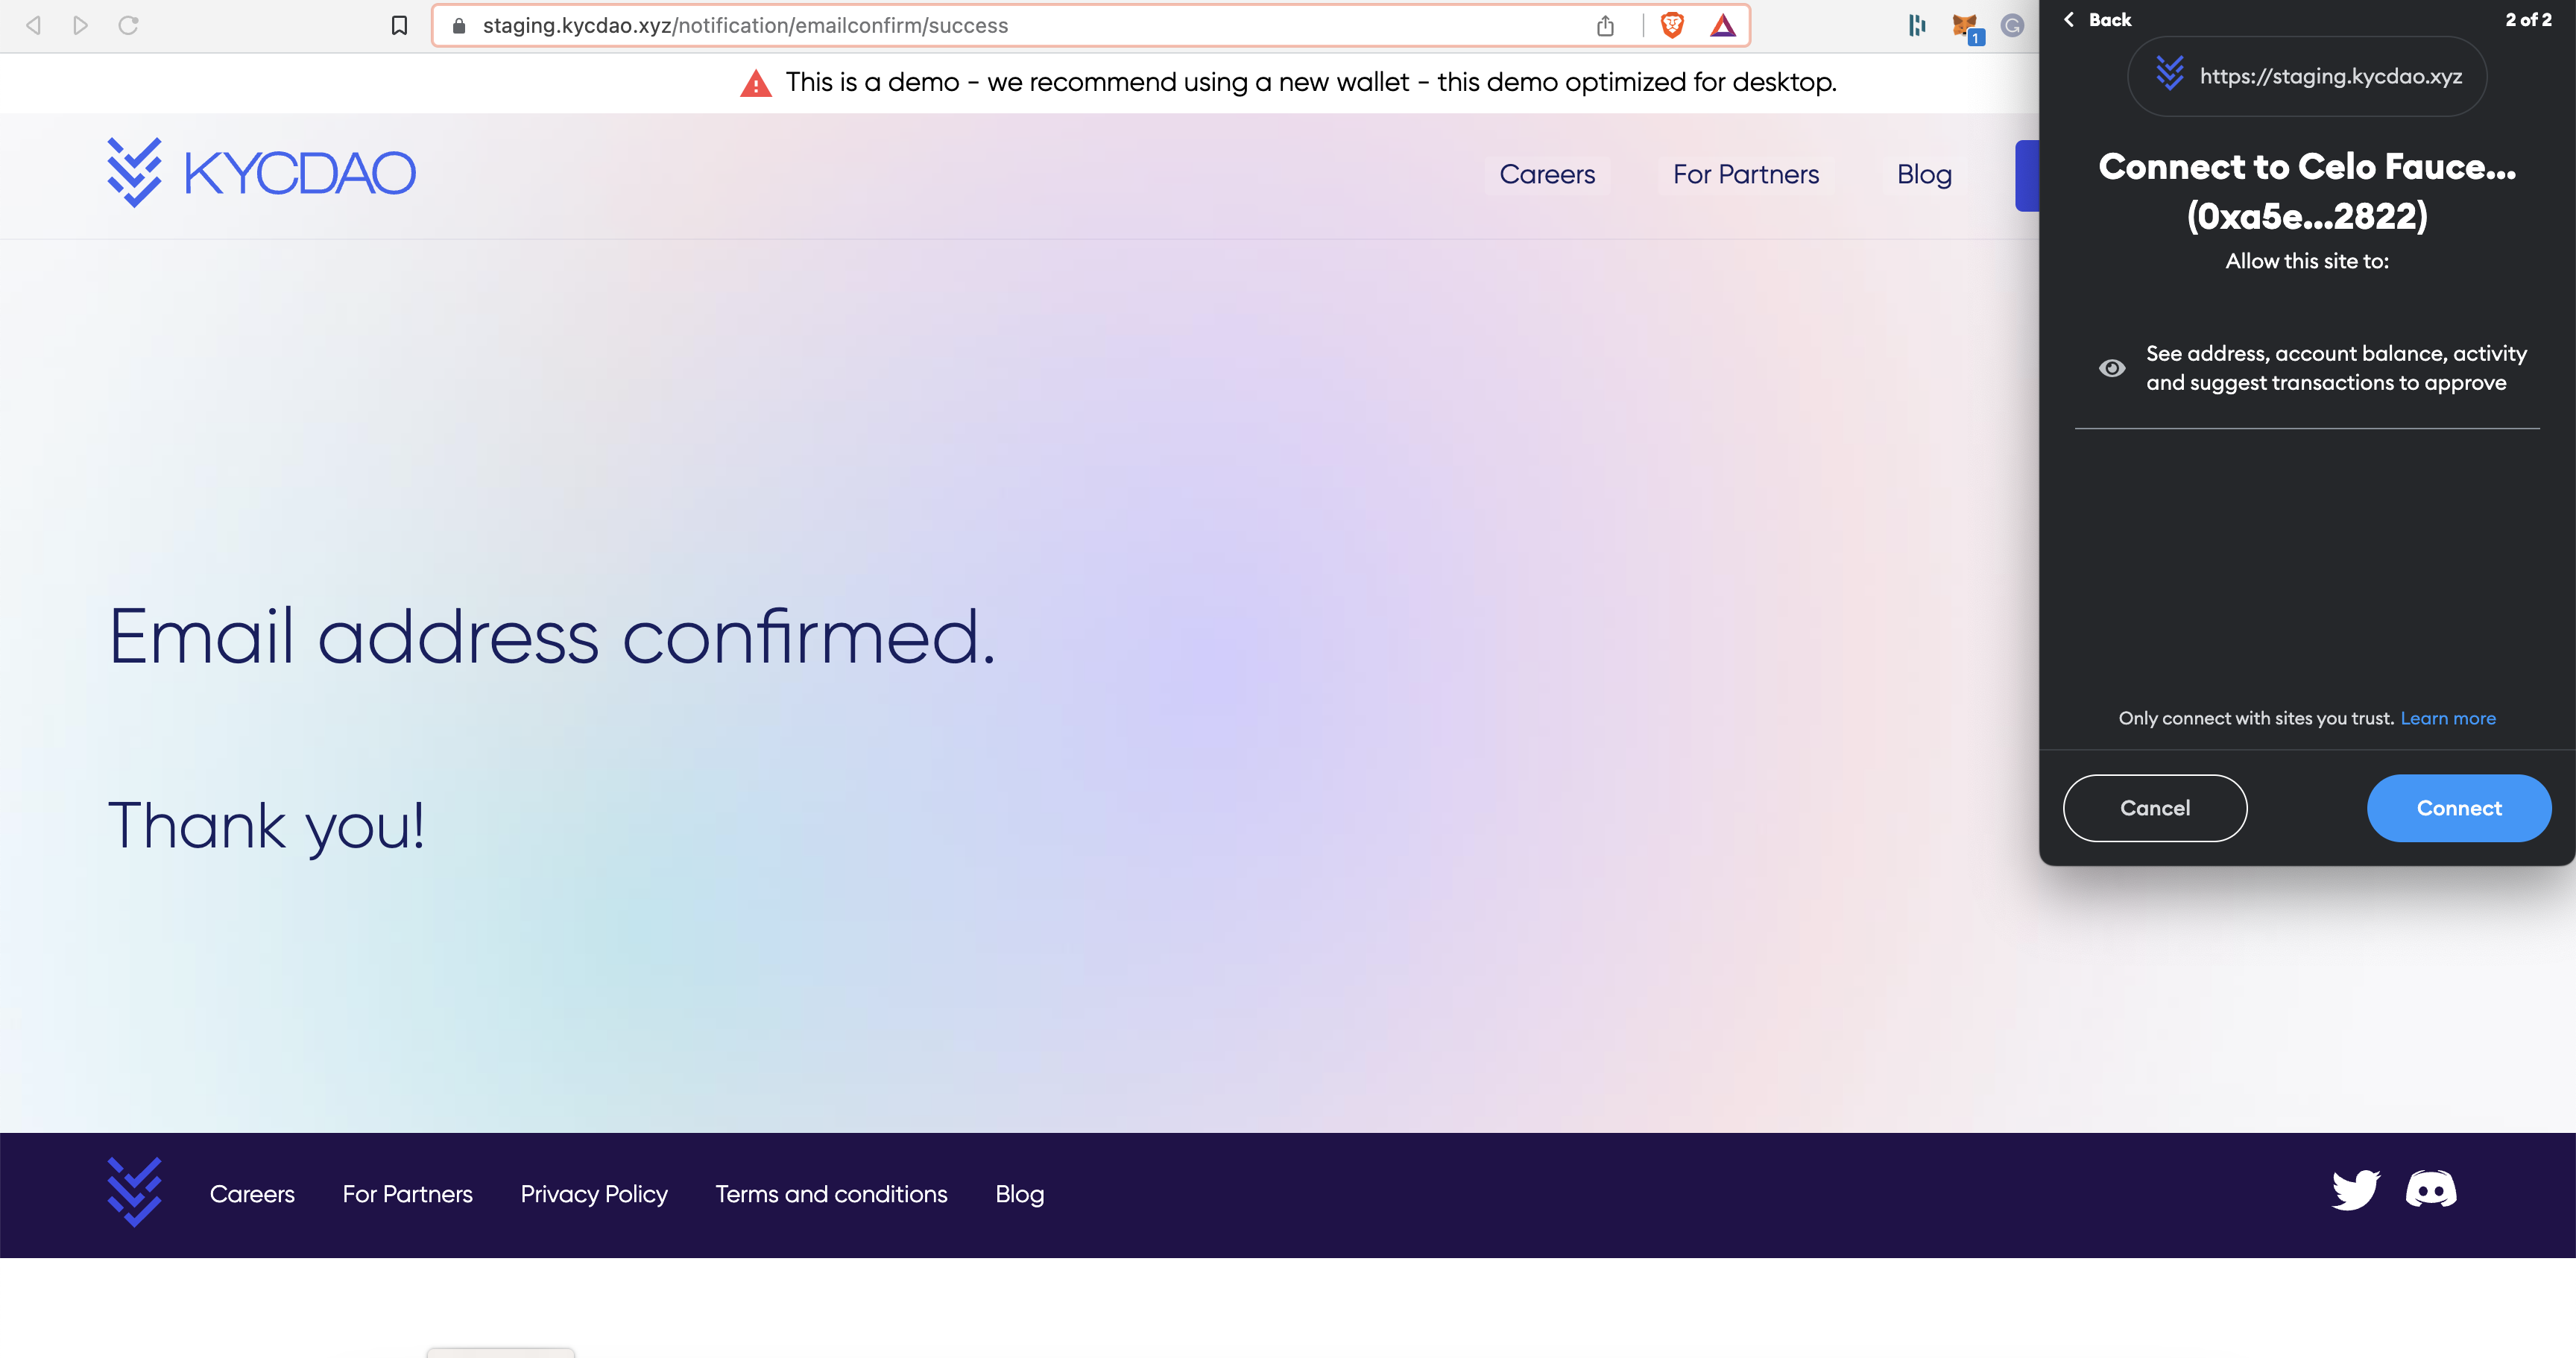 staging.kycdao.xyz/notification/emailconfirm/success
1
This is a demo - we recommend using a new wallet - this demo optimized for desktop.
KYCDAO
Careers
For Partners
Blog
Back
2 of 2
https://staging.kycdao.xyz
Connect to Celo Fauce...
(0xa5e...2822)
Allow this site to:
See address, account balance, activity
and suggest transactions to approve
Only connect with sites you trust. Learn more
Cancel
Connect
Email address confirmed.
Thank you!
Careers
For Partners
Privacy Policy
Terms and conditions
Blog